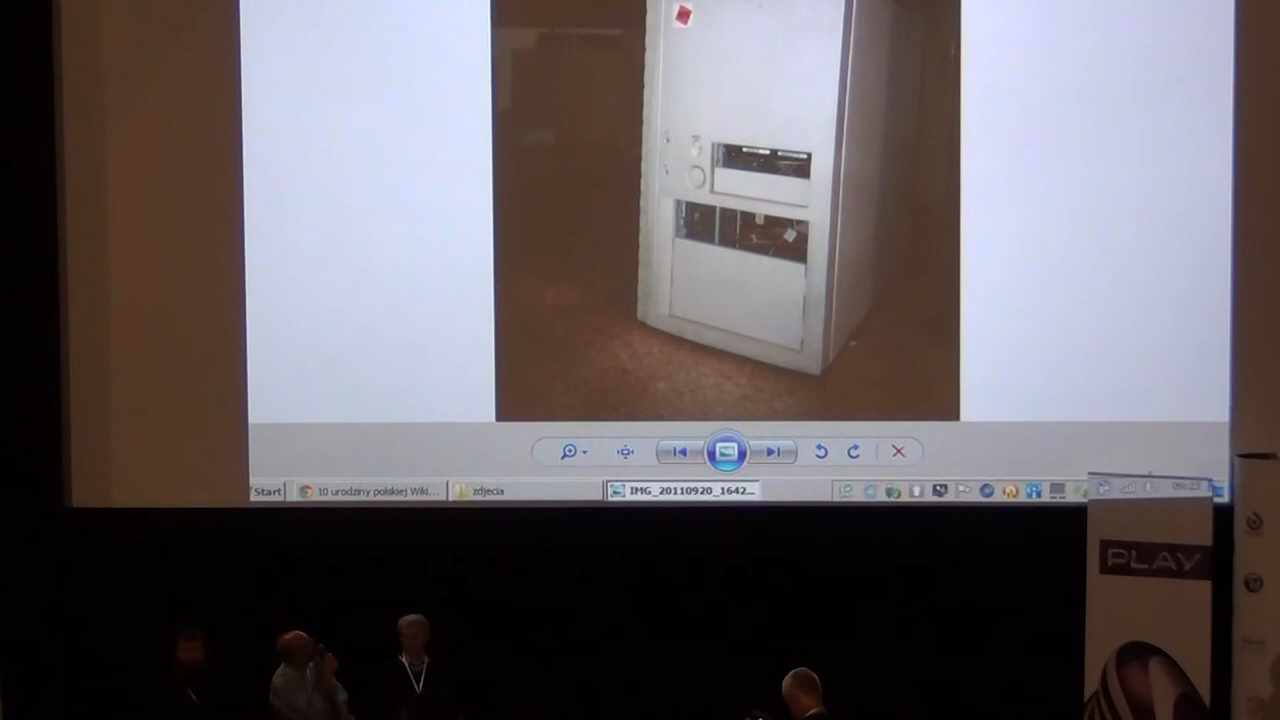 Start
10 urodziny polskiej Wiki...
zdjecia
IMG_20110920_1642...
PLAY